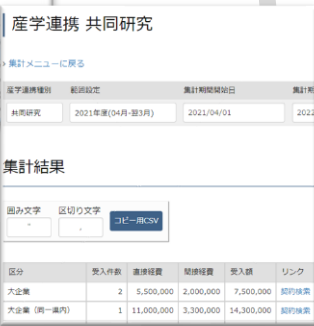 産学連携 共同研究
› 集計メニューに戻る
産学連携種別 範囲設定 集計期間開始日 集計期
共同研究 2021年度(04月-翌3月) 2021/04/01 2022
集計結果
囲み文字 区切り文字
" , コピー用CSV
区分 受入件数 直接経費 間接経費 受入額 リンク
大企業 2 5,500,000 2,000,000 7,500,000 契約検索
大企業（同一県内） 1 11,000,000 3,300,000 14,300,000 契約検索